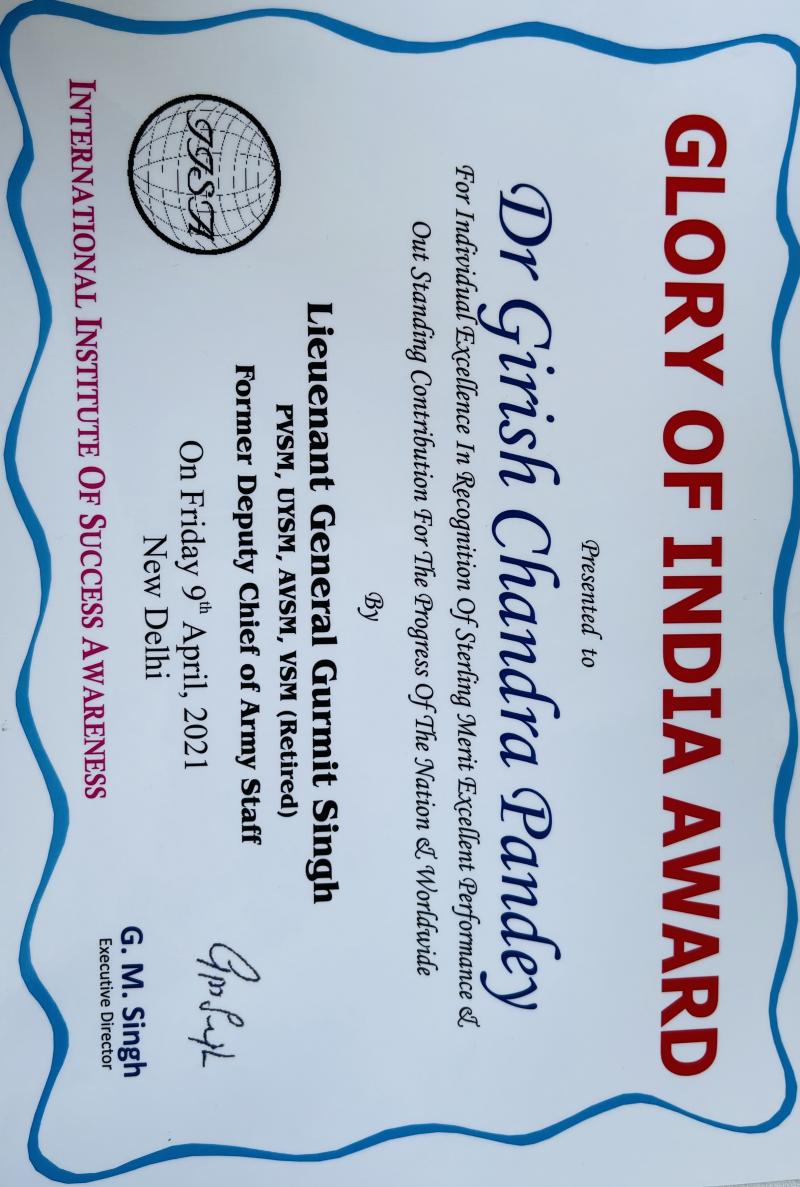 GLORY OF INDIA AWARD
Presented to
Dr Girish Chandra Pandey
For Individual Excellence In Recognition Of Sterling Merit Excellent Performance &
Out Standing Contribution For The Progress Of The Nation & Worldwide
By
Lieuenant General Gurmit Singh
PVSM, UYSM, AVSM, VSM (Retired)
Former Deputy Chief of Army Staff
On Friday 9th April, 2021
New Delhi
IISA
G. M. Singh
Executive Director
INTERNATIONAL INSTITUTE OF SUCCESS AWARENESS